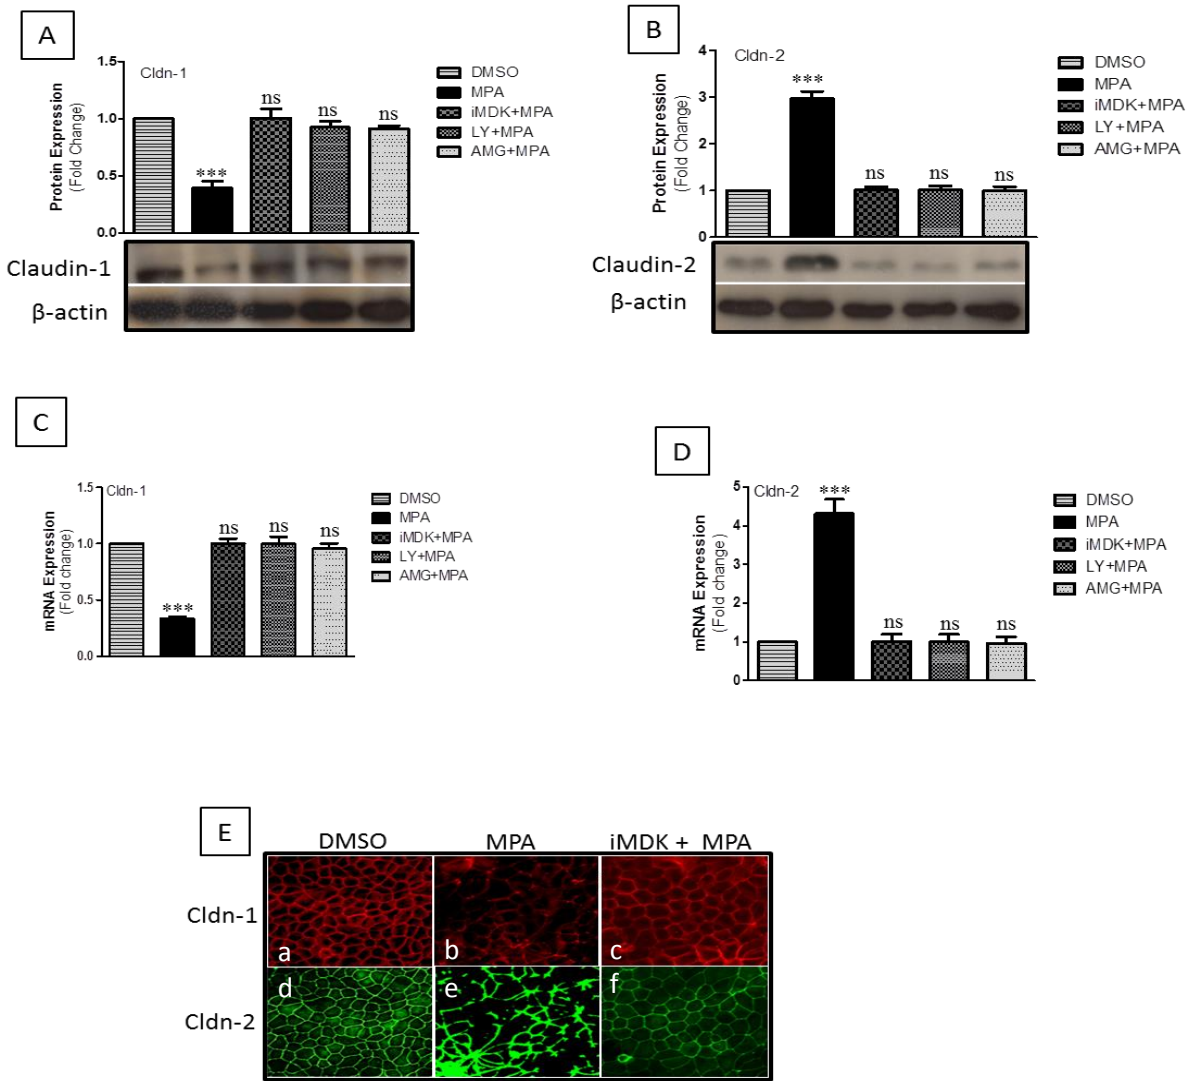 A
Cldn-1
1.5
1.0
0.5
0.0
Protein Expression
(Fold Change)
***
ns
ns
ns
DMSO
MPA
iMDK+MPA
LY+MPA
AMG+MPA
Claudin-1
β-actin
B
Cldn-2
4
3
2
1
0
Protein Expression
(Fold Change)
***
ns
ns
ns
DMSO
MPA
iMDK+MPA
LY+MPA
AMG+MPA
Claudin-2
β-actin
C
Cldn-1
1.5
1.0
0.5
0.0
mRNA Expression
(Fold change)
***
ns
ns
ns
DMSO
MPA
iMDK+MPA
LY+MPA
AMG+MPA
D
Cldn-2
5
4
3
2
1
0
mRNA Expression
(Fold change)
***
ns
ns
ns
DMSO
MPA
iMDK+MPA
LY+MPA
AMG+MPA
E
DMSO MPA iMDK + MPA
Cldn-1
a b c
Cldn-2
d e f